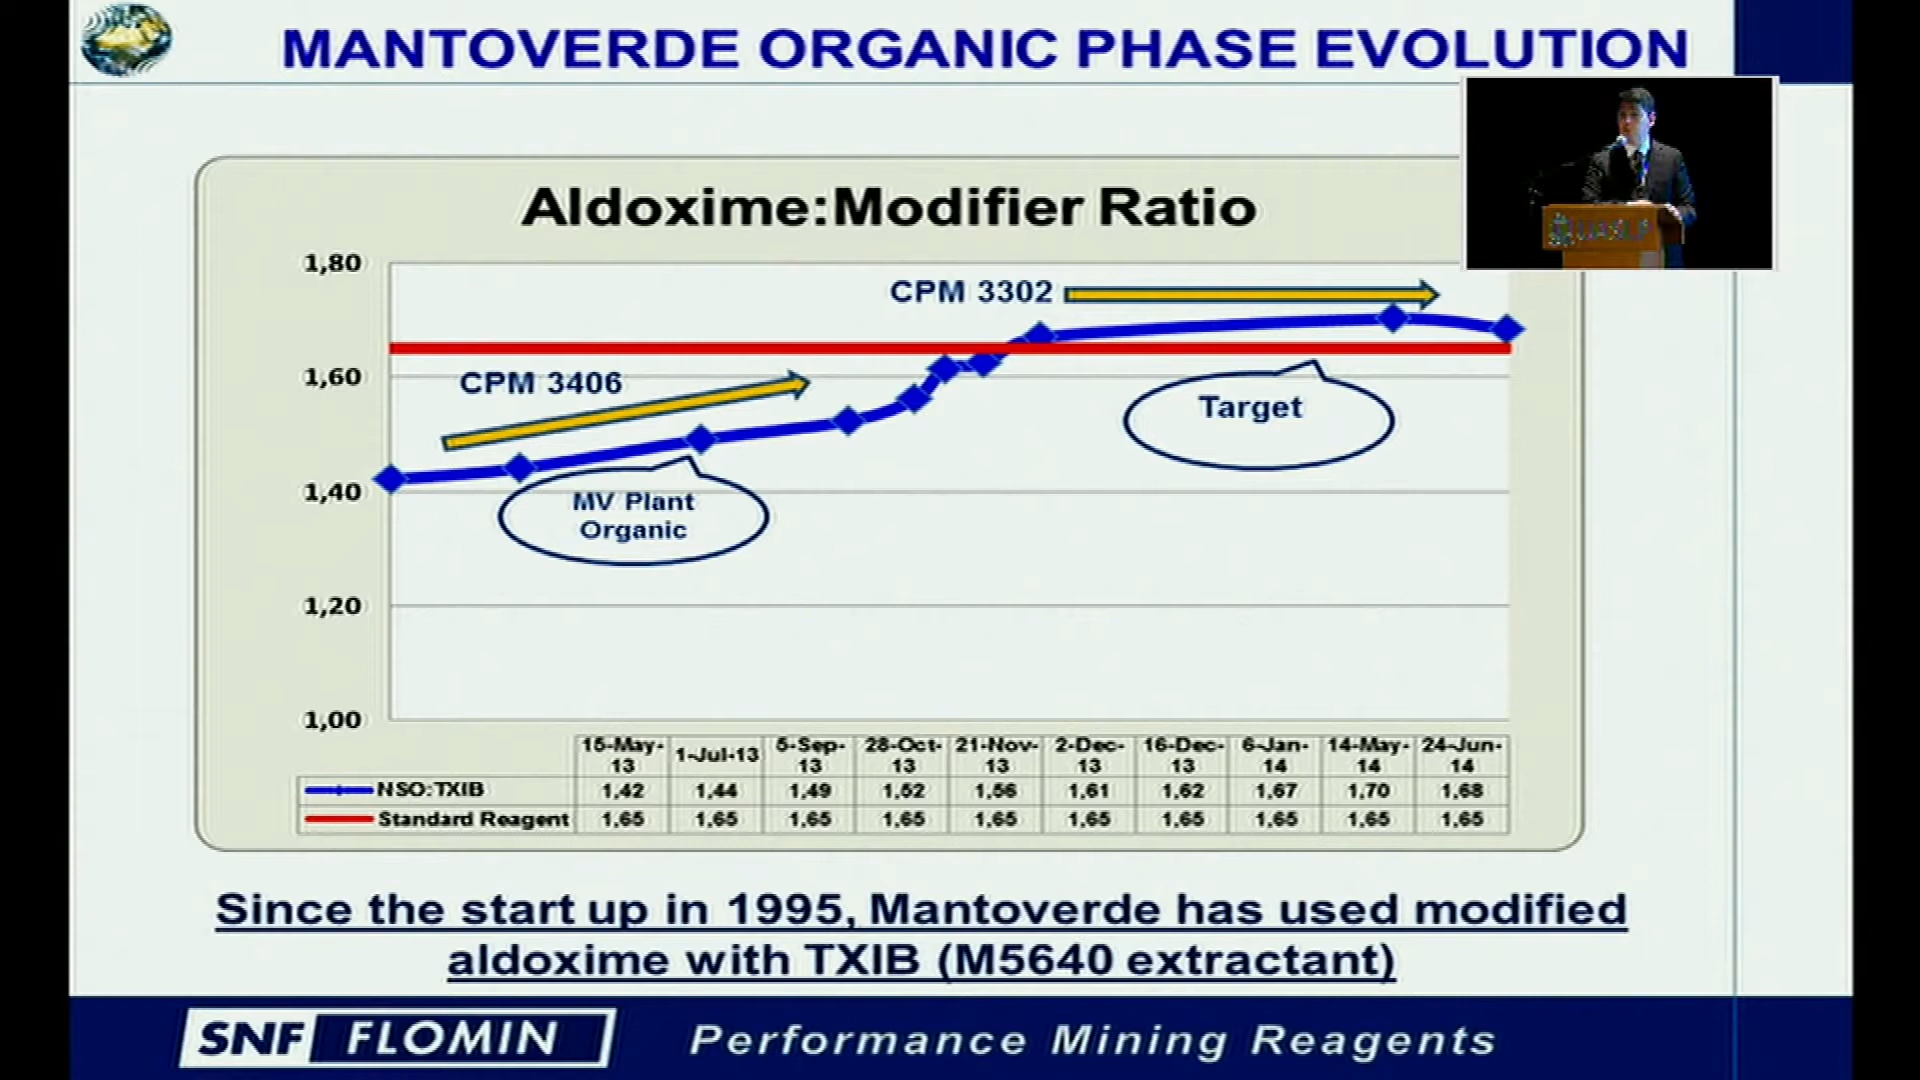 MANTOVERDE ORGANIC PHASE EVOLUTION
Aldoxime:Modifier Ratio
1,80
1,60
1,40
1,20
1,00
CPM 3302
CPM 3406
Target
MV Plant
Organic
15-May-13 1-Jul-13 5-Sep-13 28-Oct-13 21-Nov-13 2-Dec-13 16-Dec-13 6-Jan-14 14-May-14 24-Jun-14
NSO:TXIB 1,42 1,44 1,49 1,52 1,56 1,61 1,62 1,67 1,70 1,68
Standard Reagent 1,65 1,65 1,65 1,65 1,65 1,65 1,65 1,65 1,65 1,65
Since the start up in 1995, Mantoverde has used modified
aldoxime with TXIB (M5640 extractant)
SNF FLOMIN Performance Mining Reagents